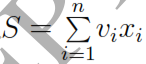 S = \sum_{i=1}^{n} v_i x_i